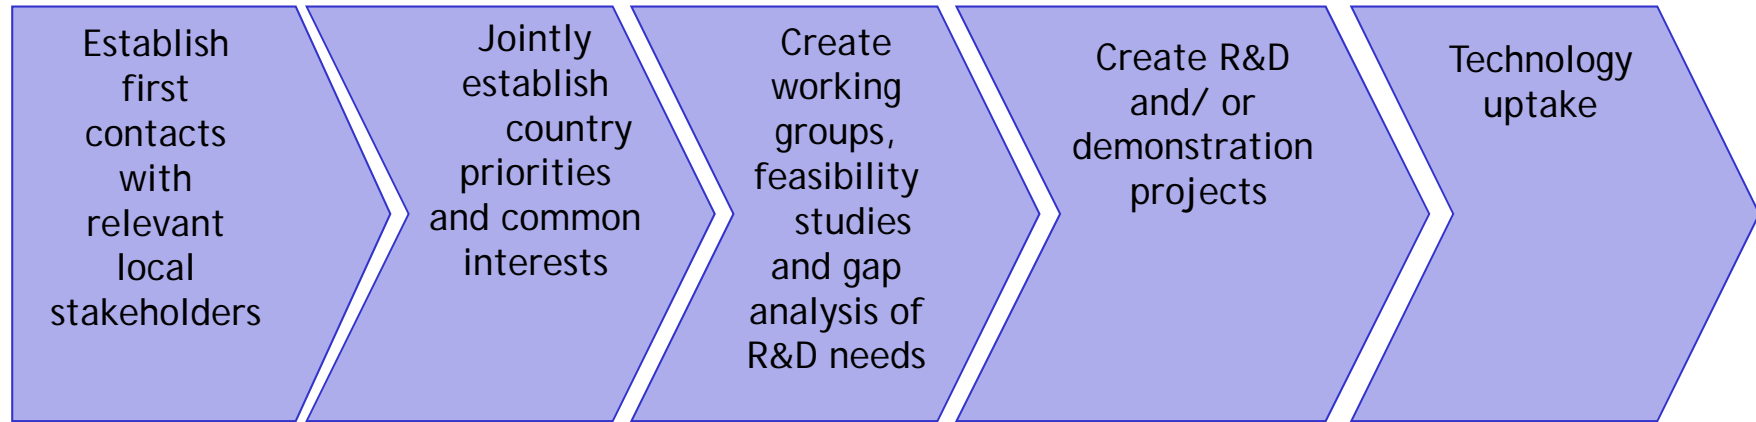 Establish
first
contacts
with
relevant
local
stakeholders
Jointly
establish
country
priorities
and common
interests
Create
working
groups,
feasibility
studies
and gap
analysis of
R&D needs
Create R&D
and/ or
demonstration
projects
Technology
uptake